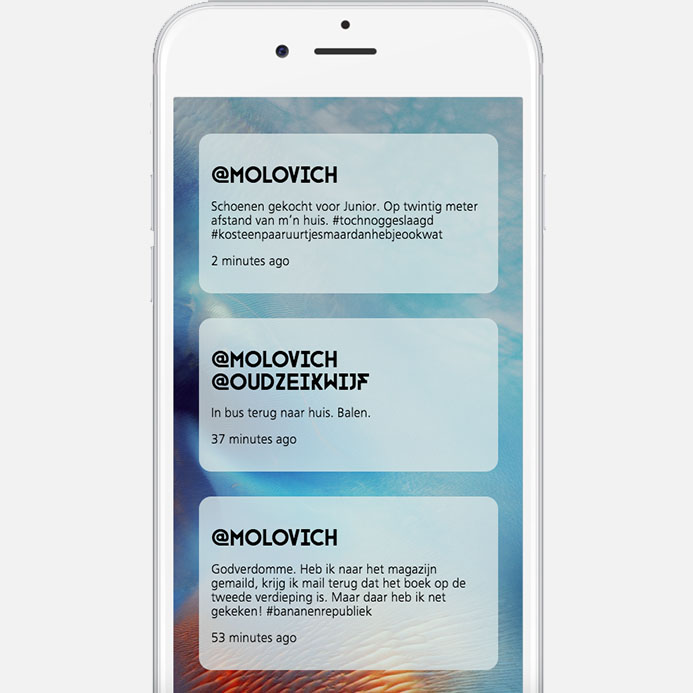 @MOLOVICH
Schoenen gekocht voor Junior. Op twintig meter
afstand van m’n huis. #tochnoggeslaagd
#kosteenpaaruurtjesmaardanhebjeookwat
2 minutes ago
@MOLOVICH
@OUDZEIKWIJF
In bus terug naar huis. Balen.
37 minutes ago
@MOLOVICH
Godverdomme. Heb ik naar het magazijn
gemaild, krijg ik mail terug dat het boek op de
tweede verdieping is. Maar daar heb ik net
gekeken! #bananenrepubliek
53 minutes ago